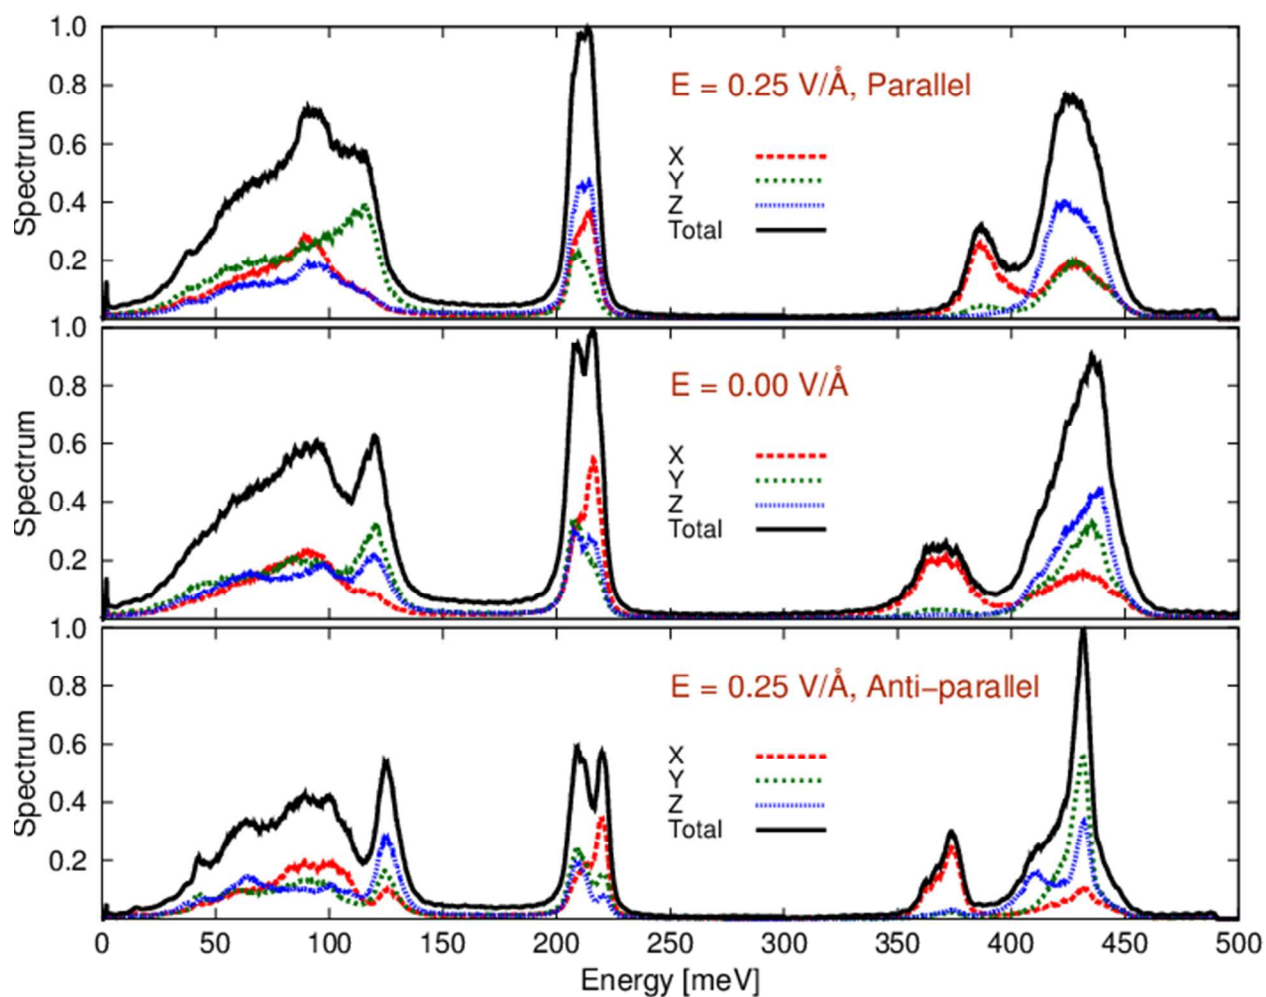 1.0
0.8
0.6
0.4
0.2
Spectrum
E = 0.25 V/Å, Parallel
X
Y
Z
Total
1.0
0.8
0.6
0.4
0.2
Spectrum
E = 0.00 V/Å
X
Y
Z
Total
1.0
0.8
0.6
0.4
0.2
Spectrum
E = 0.25 V/Å, Anti−parallel
X
Y
Z
Total
0 50 100 150 200 250 300 350 400 450 500
Energy [meV]